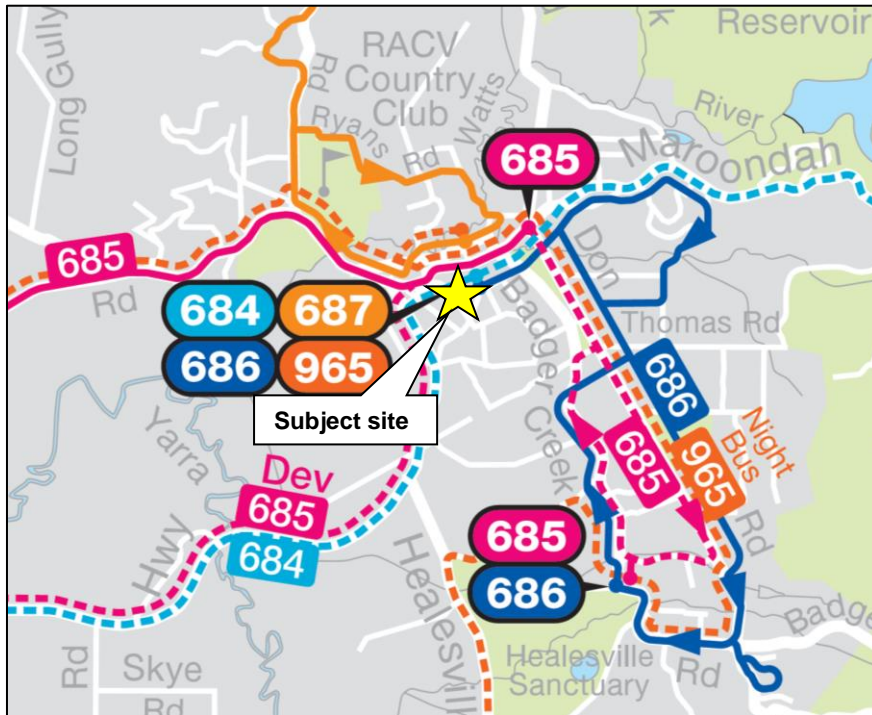 Long Gully
Rd
RACV
Country
Club
Watts
Ryans
Rd
Reservoir
River
Maroondah
685
685
Rd
684
687
686
965
Subject site
Badger
Creek
Don
Thomas Rd
686
685
965
Night
Bus
Rd
Yarra
Dev
685
684
Hwy
Healesville
685
686
Badge
Rd
Healesville
Sanctuary
Rd
Skye
Rd